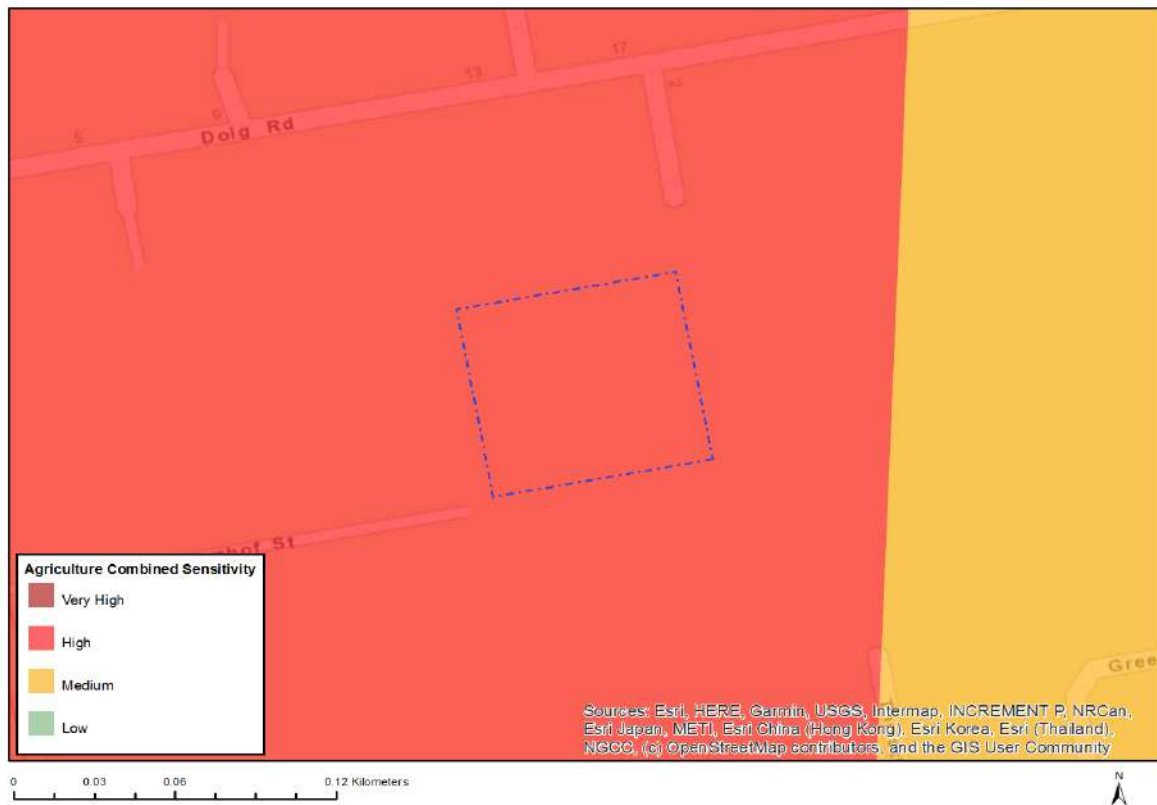 17
13
2
9
Doig Rd
5
hof St
Agriculture Combined Sensitivity
Very High
High
Medium
Low
Gree
Sources: Esri, HERE, Garmin, USGS, Intermap, INCREMENT P, NRCan,
Esri Japan, METI, Esri China (Hong Kong), Esri Korea, Esri (Thailand),
NGCC, (c) OpenStreetMap contributors, and the GIS User Community
0 0.03 0.06 0.12 Kilometers
N